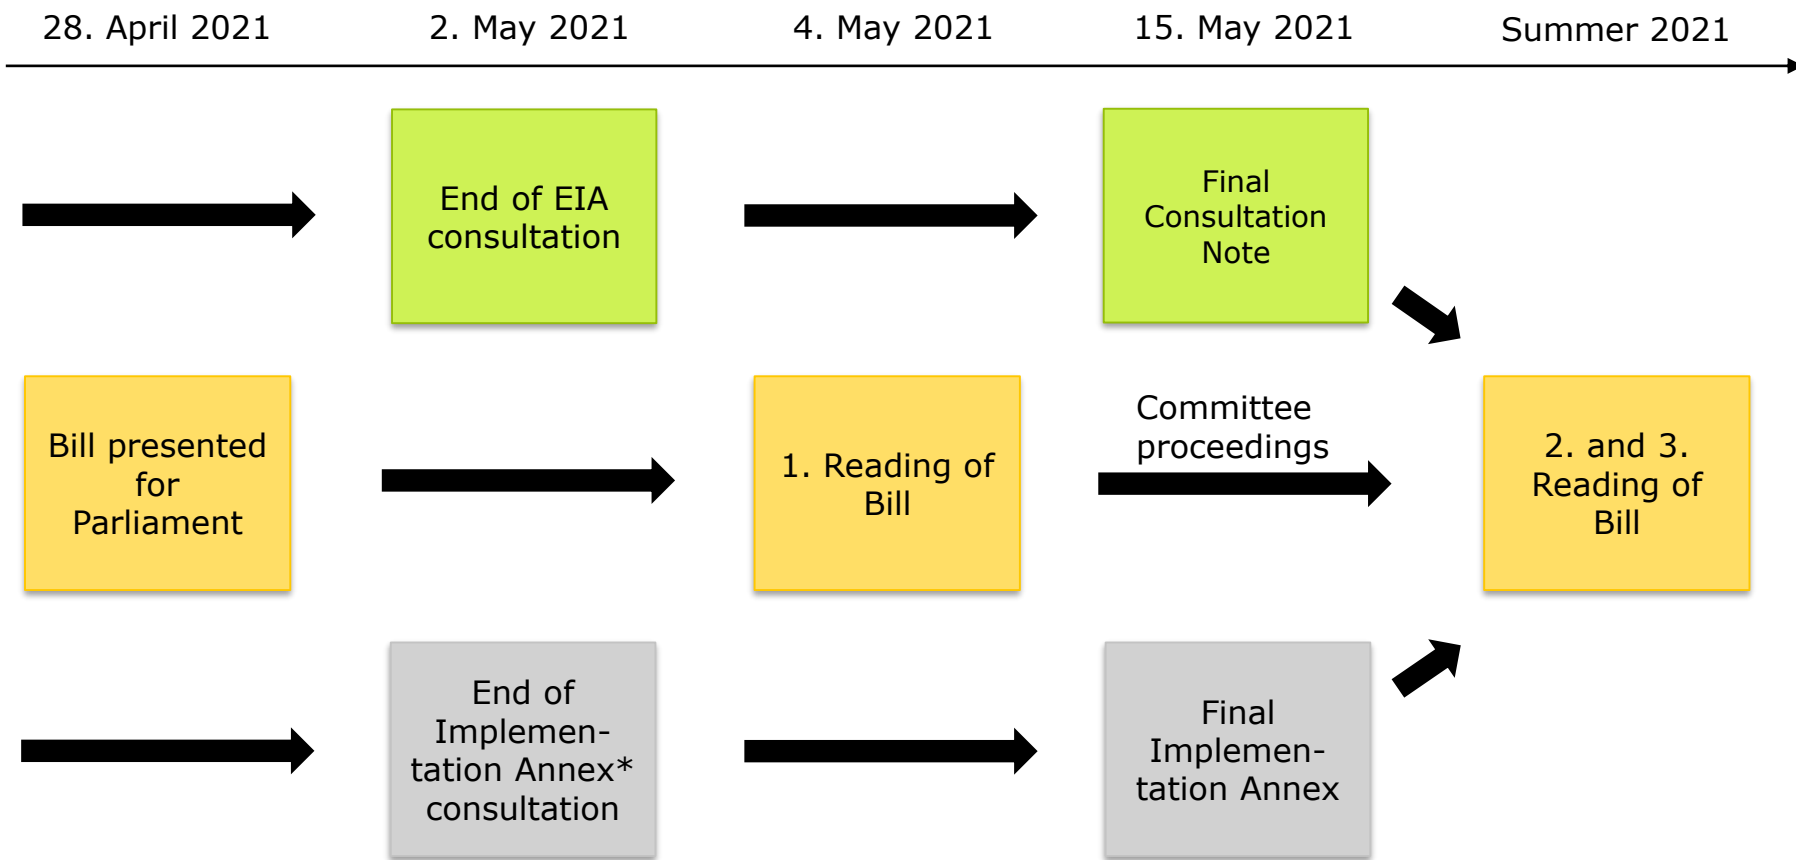 28. April 2021
2. May 2021
4. May 2021
15. May 2021
Summer 2021
End of EIA
consultation
Final
Consultation
Note
Bill presented
for
Parliament
1. Reading of
Bill
Committee
proceedings
2. and 3.
Reading of
Bill
End of
Implemen-
tation Annex*
consultation
Final
Implemen-
tation Annex